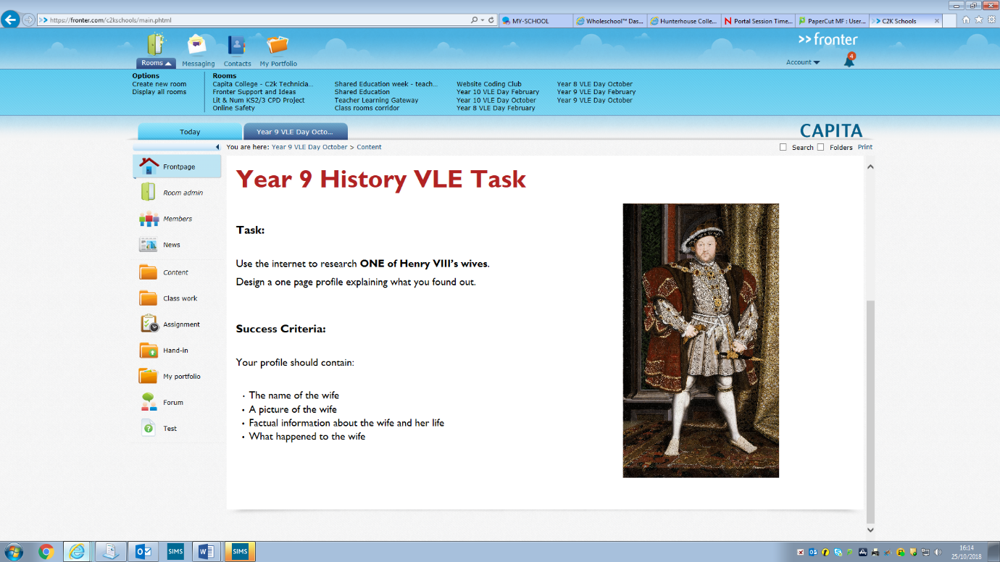 https://fronter.com/c2kschools/main.phtml
MY-SCHOOL
Wholeschool™ Das...
Hunterhouse Colle...
Portal Session Time...
PaperCut MF : User...
C2K Schools
>>fronter
Rooms
Messaging
Contacts
My Portfolio
Account
4
Options
Create new room
Display all rooms
Rooms
Capita College - C2k Technicia...
Fronter Support and Ideas
Lit & Num KS2/3 CPD Project
Online Safety
Shared Education week - teach...
Shared Education
Teacher Learning Gateway
Class rooms corridor
Website Coding Club
Year 10 VLE Day February
Year 10 VLE Day October
Year 8 VLE Day February
Year 8 VLE Day October
Year 9 VLE Day February
Year 9 VLE Day October
Today
Year 9 VLE Day Octo...
CAPITA
You are here: Year 9 VLE Day October > Content
Search
Folders
Print
Frontpage
Room admin
Members
News
Content
Class work
Assignment
Hand-in
My portfolio
Forum
Test
Year 9 History VLE Task
Task:
Use the internet to research ONE of Henry VIII's wives.
Design a one page profile explaining what you found out.
Success Criteria:
Your profile should contain:
• The name of the wife
• A picture of the wife
• Factual information about the wife and her life
• What happened to the wife
SIMS
SIMS
16:14
25/10/2018